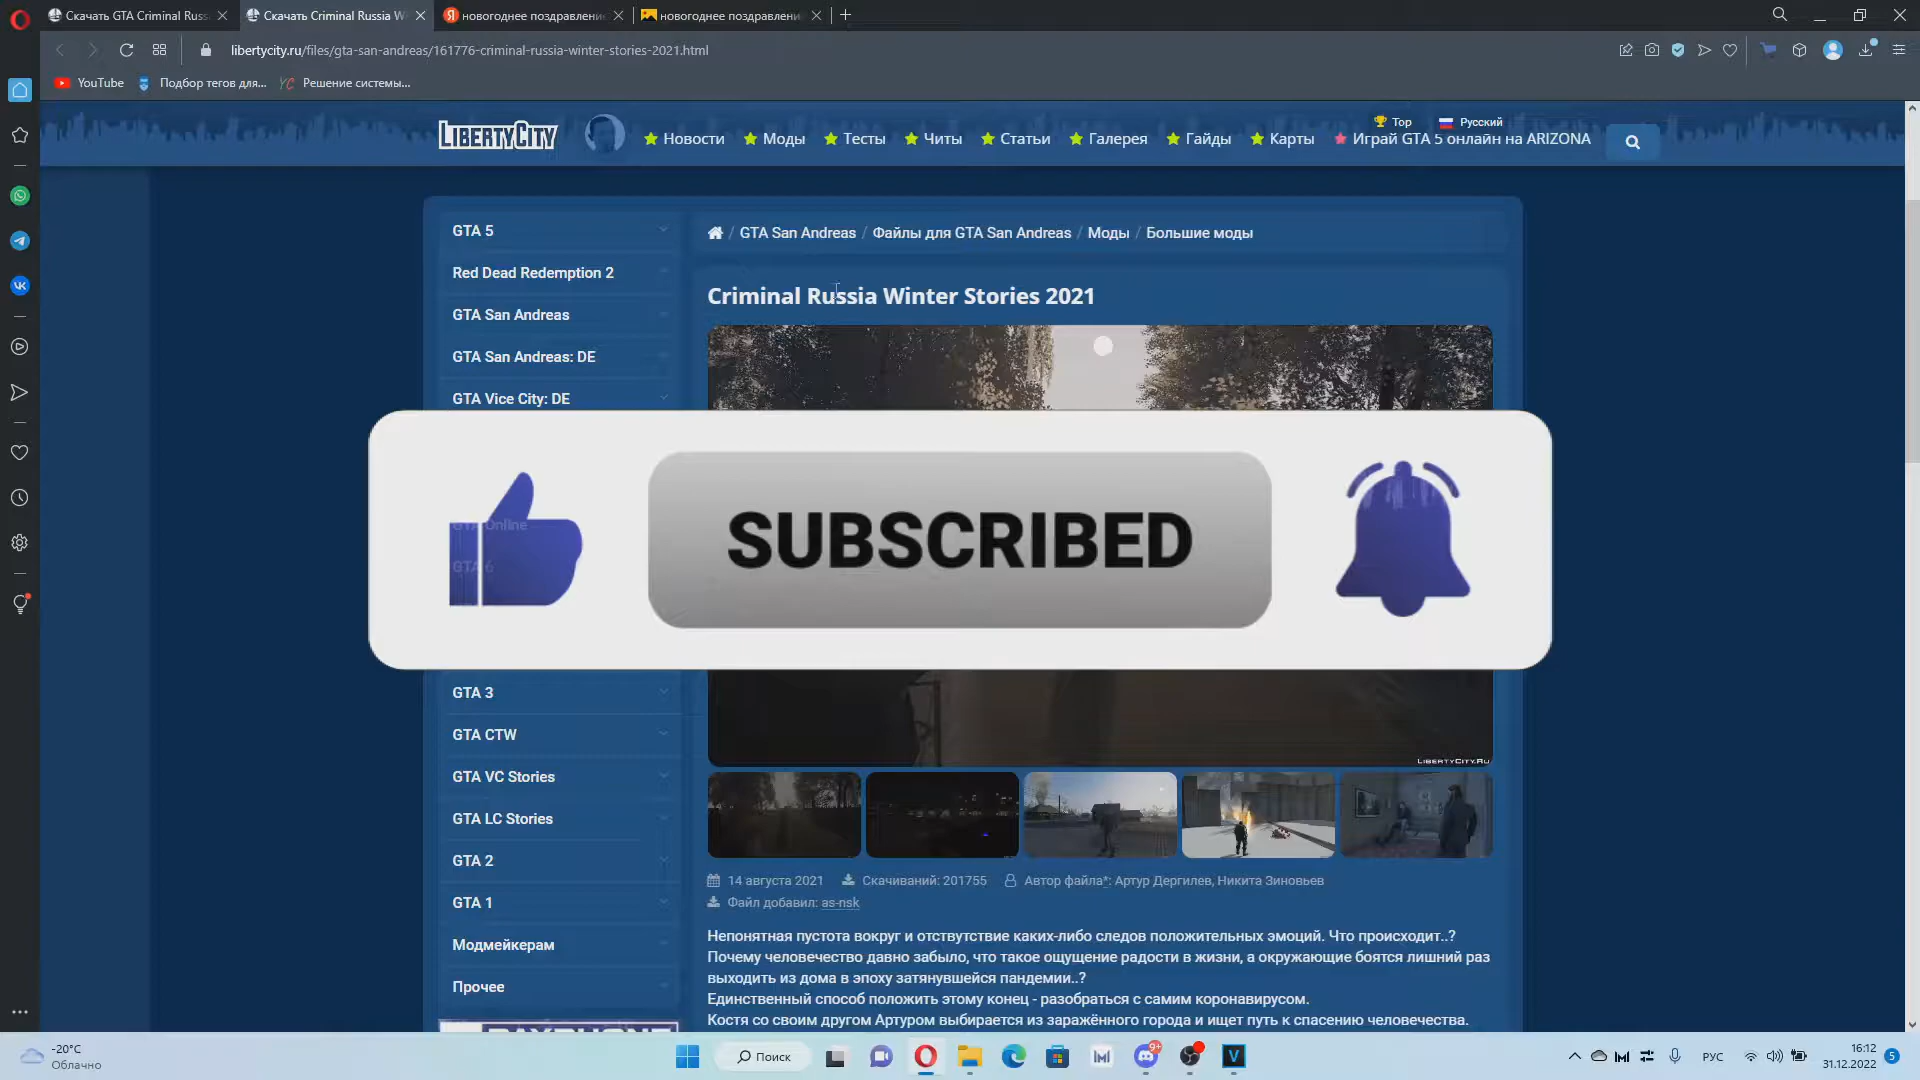 Скачать GTA Criminal Russ
Скачать Criminal Russia W
новогоднее поздравление
новогоднее поздравлени
libertycity.ru/files/gta-san-andreas/161776-criminal-russia-winter-stories-2021.html
YouTube
Подбор тегов для...
YC
Решение системы...
LibertyCity
Новости
Моды
Тесты
Читы
Статьи
Галерея
Гайды
Карты
Играй GTA 5 онлайн на ARIZONA
Top
Русский
GTA 5
Red Dead Redemption 2
GTA San Andreas
GTA San Andreas: DE
GTA Vice City: DE
GTA Online
GTA 6
GTA 3
GTA CTW
GTA VC Stories
GTA LC Stories
GTA 2
GTA 1
Модмейкерам
Прочее
/ GTA San Andreas / Файлы для GTA San Andreas / Моды / Большие моды
Criminal Russia Winter Stories 2021
SUBSCRIBED
LibertyCity.Ru
14 августа 2021
Скачиваний: 201755
Автор файла*: Артур Дергилев, Никита Зиновьев
Файл добавил: as-nsk
Непонятная пустота вокруг и отствутствие каких-либо следов положительных эмоций. Что происходит..?
Почему человечество давно забыло, что такое ощущение радости в жизни, а окружающие боятся лишний раз
выходить из дома в эпоху затянувшейся пандемии..?
Единственный способ положить этому конец - разобраться с самим коронавирусом.
Костя со своим другом Артуром выбирается из заражённого города и ищет путь к спасению человечества.
-20°C
Облачно
Поиск
9+
РУС
16:12
31.12.2022
5